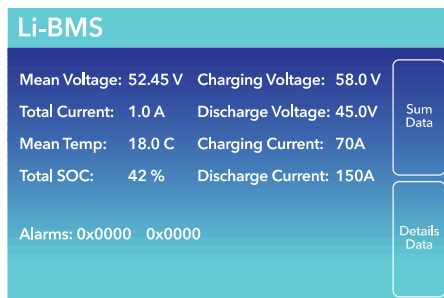 Li-BMS
Mean Voltage: 52.45 V Charging Voltage: 58.0 V
Total Current: 1.0 A Discharge Voltage: 45.0V
Mean Temp: 18.0 C Charging Current: 70A
Total SOC: 42 % Discharge Current: 150A
Alarms: 0x0000 0x0000
Sum
Data
Details
Data